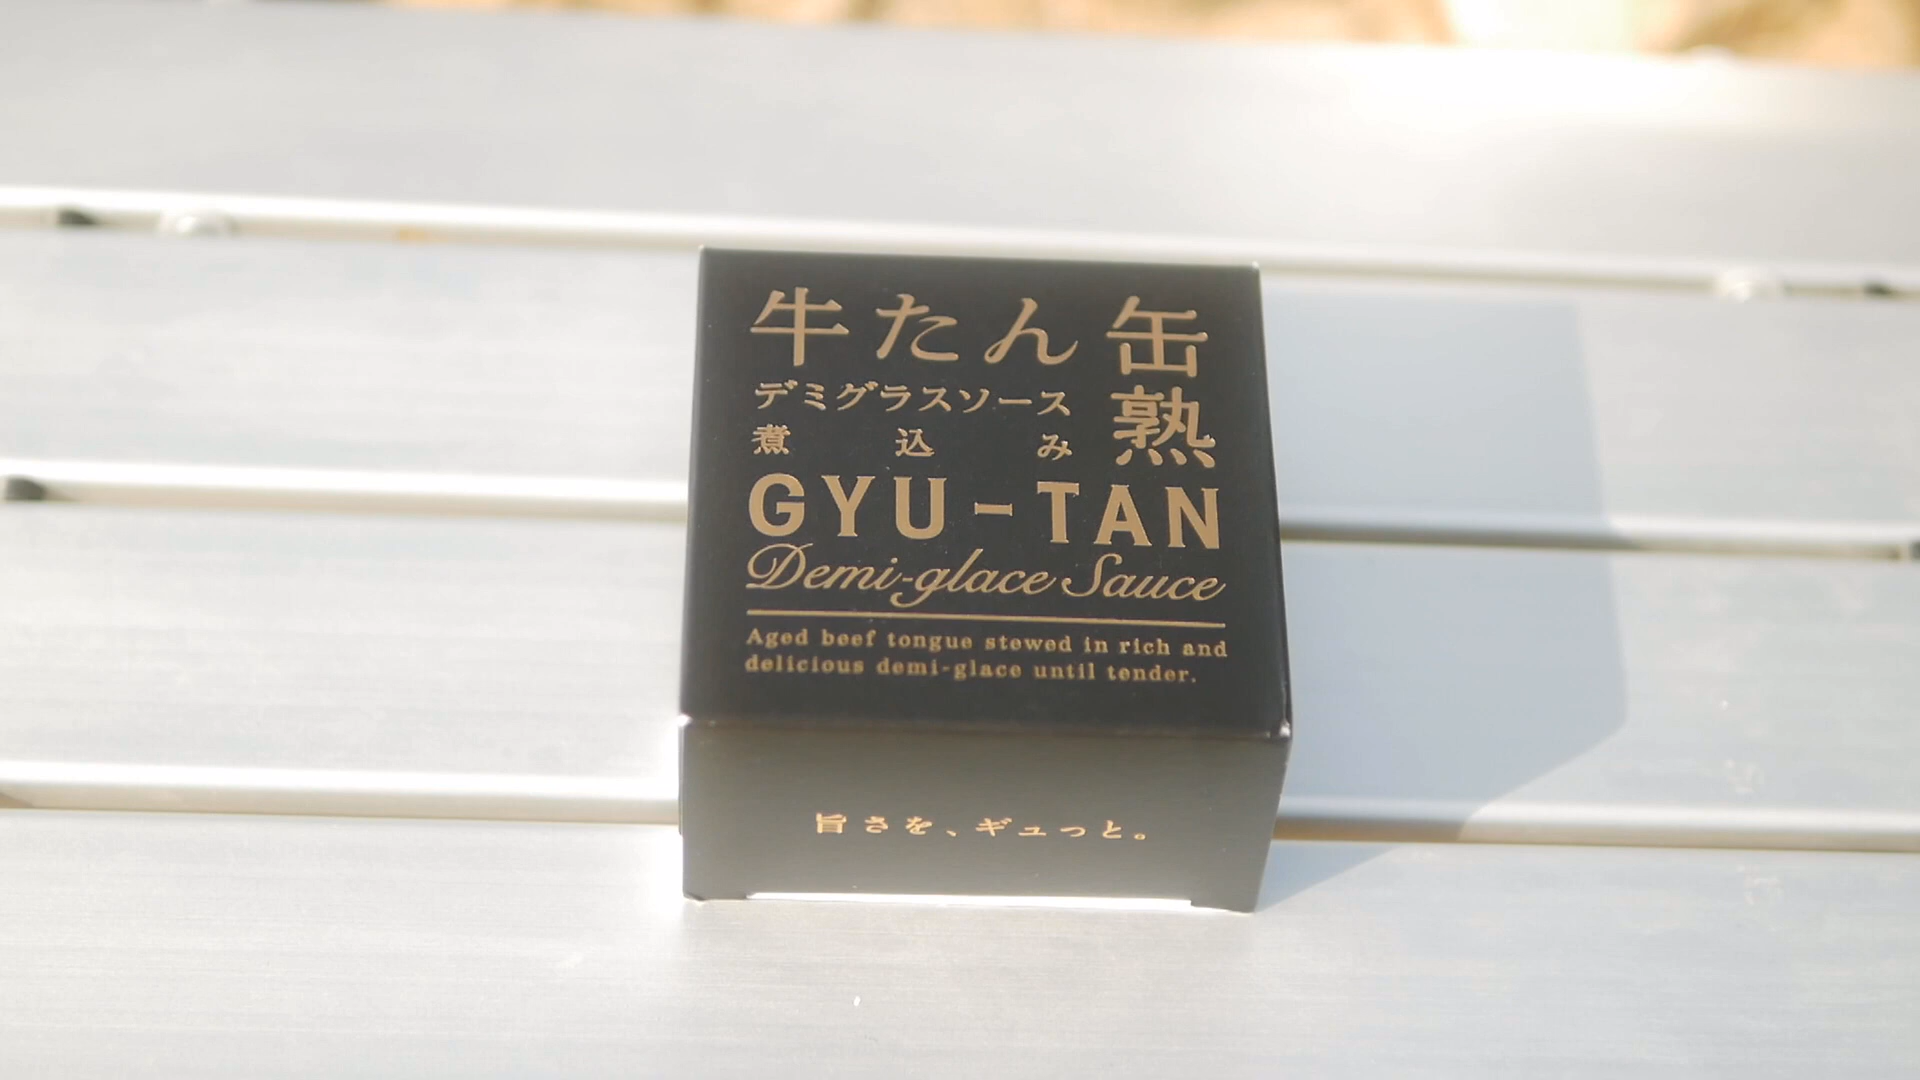 牛たん 缶熟
デミグラスソース
煮込み
GYU-TAN
Demi-glace Sauce
Aged beef tongue stewed in rich and
delicious demi-glace until tender.
旨さを、ギュっと。